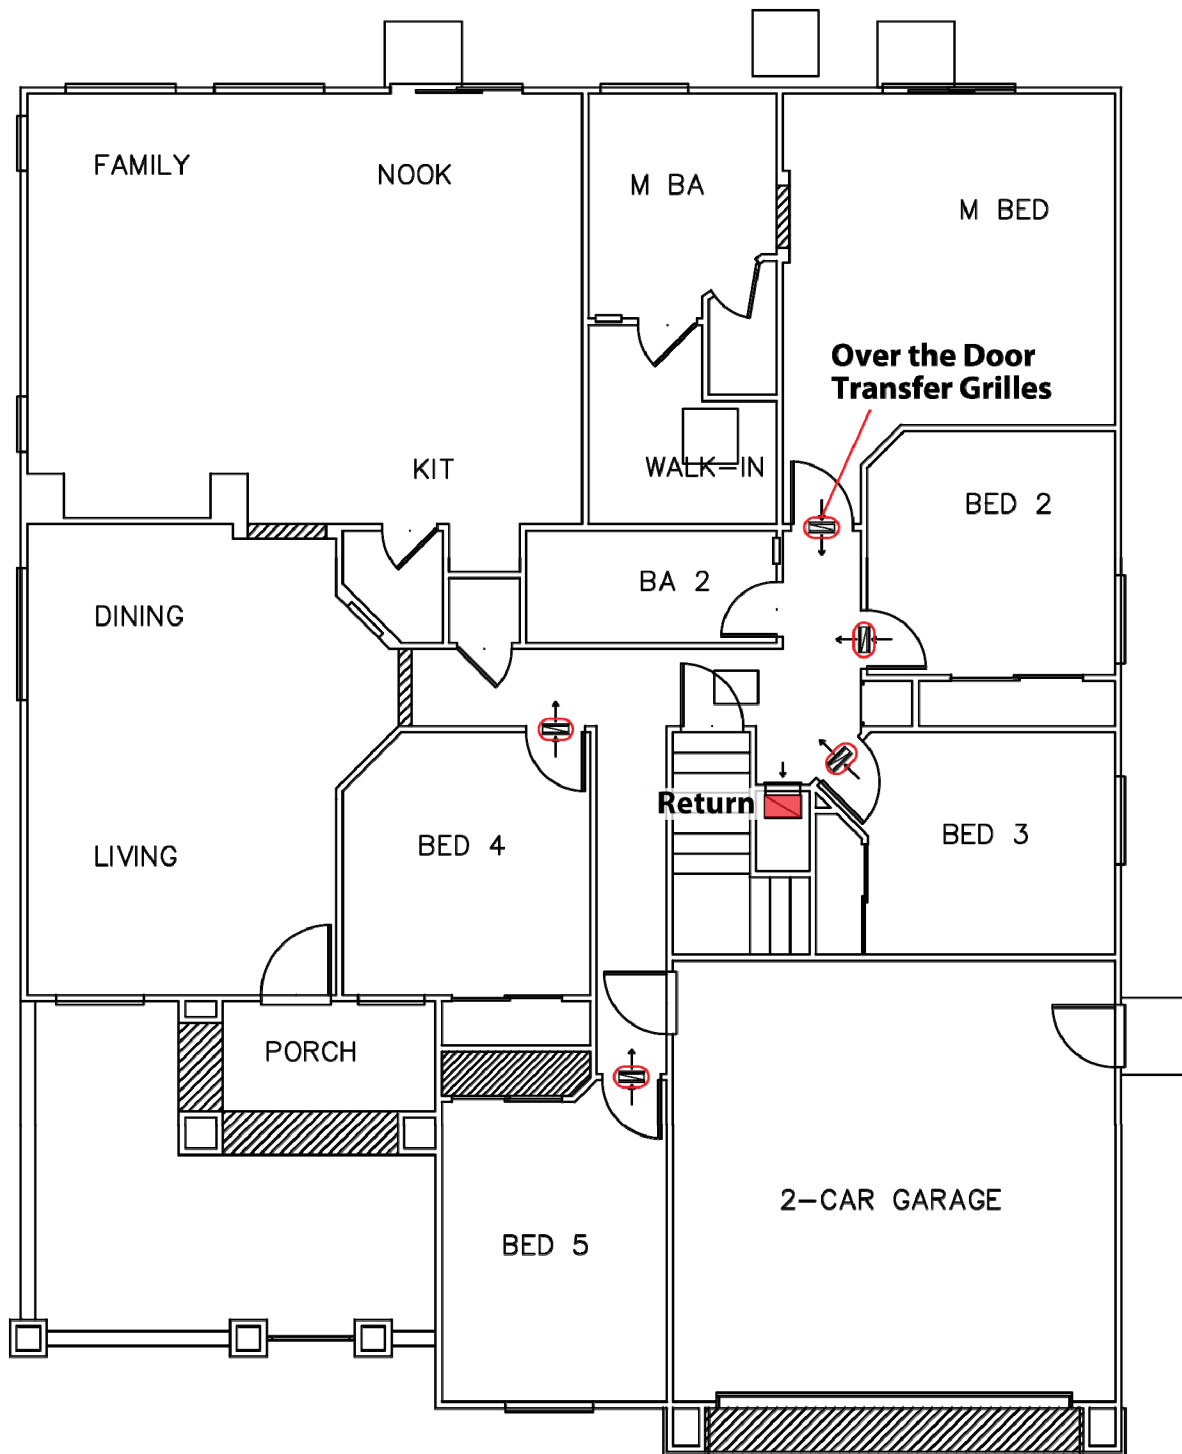 FAMILY
NOOK
M BA
M BED
Over the Door
Transfer Grilles
KIT
WALK-IN
BED 2
BA 2
DINING
Return
BED 3
BED 4
LIVING
PORCH
2-CAR GARAGE
BED 5